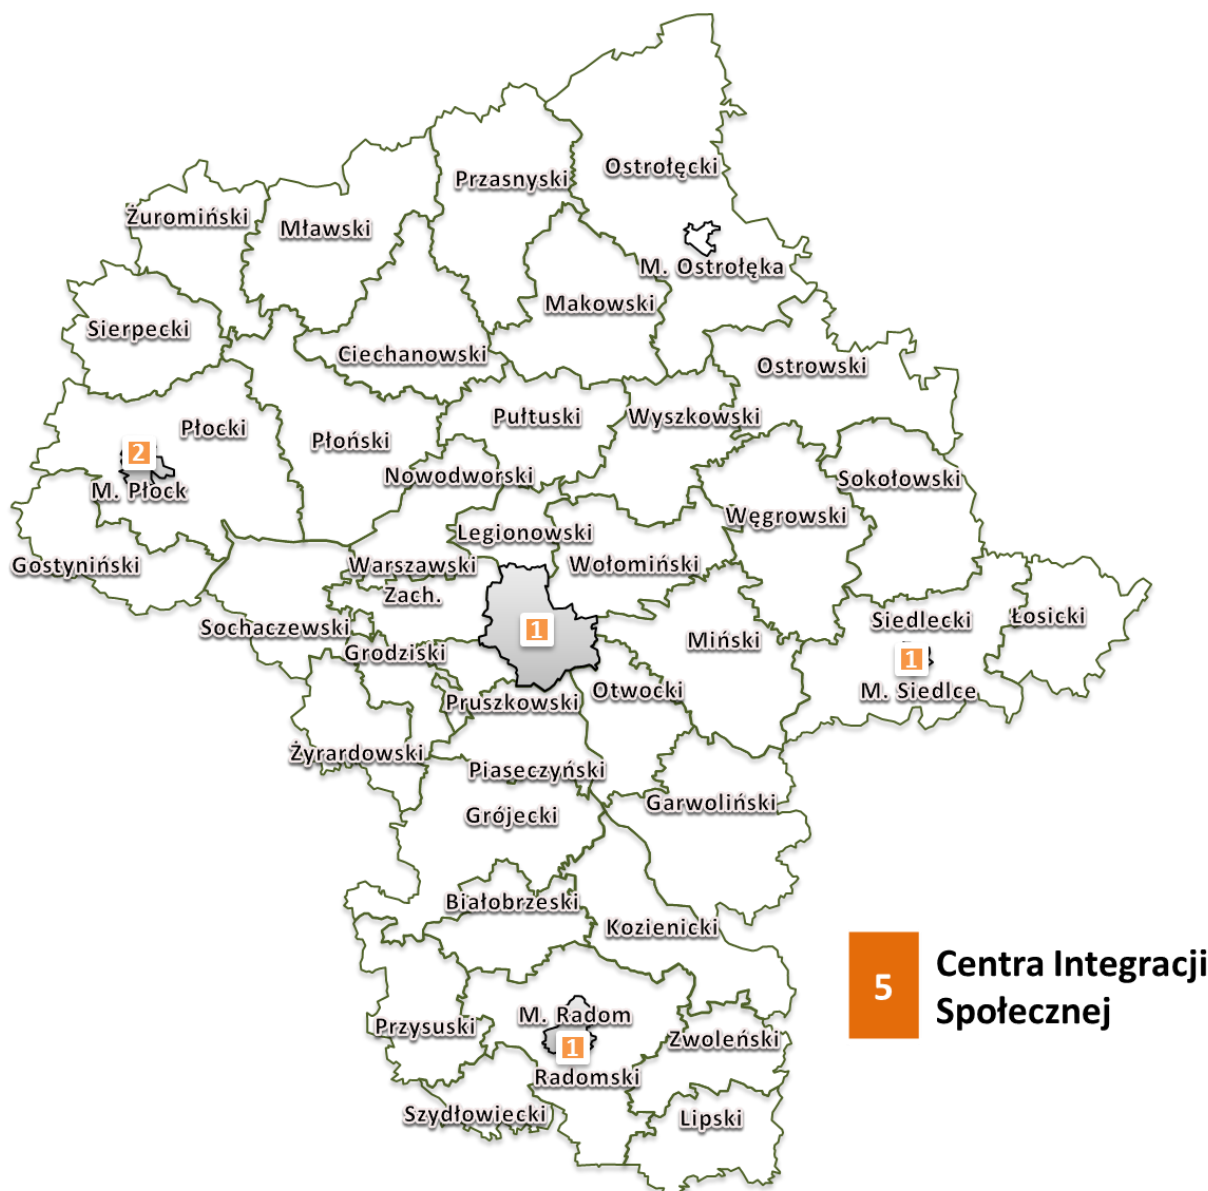 Ostrołęcki
Przasnyski
Żuromiński
Mławski
M. Ostrołęka
Makowski
Sierpecki
Ciechanowski
Ostrowski
Pułtuski
Wyszkowski
Płocki
Płoński
2
Nowodworski
Sokołowski
M. Płock
Węgrowski
Legionowski
Gostyniński
Warszawski
Zach.
Wołomiński
Siedlecki
Łosicki
Sochaczewski
1
Miński
Grodziski
1
M. Siedlce
Otwocki
Pruszkowski
Żyrardowski
Piaseczyński
Garwoliński
Grójecki
Białobrzeski
Kozienicki
5
Centra Integracji
Społecznej
M. Radom
Przysuski
1
Zwoleński
Radomski
Szydłowiecki
Lipski